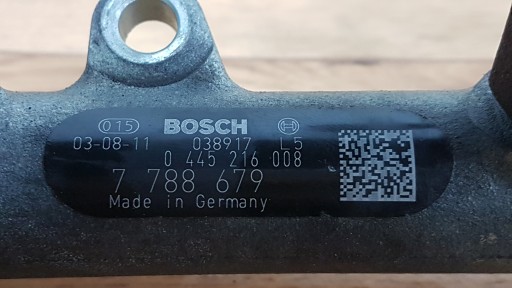 015 BOSCH
03-08-11 038917 L5
0 445 216 008
7 788 679
Made in Germany